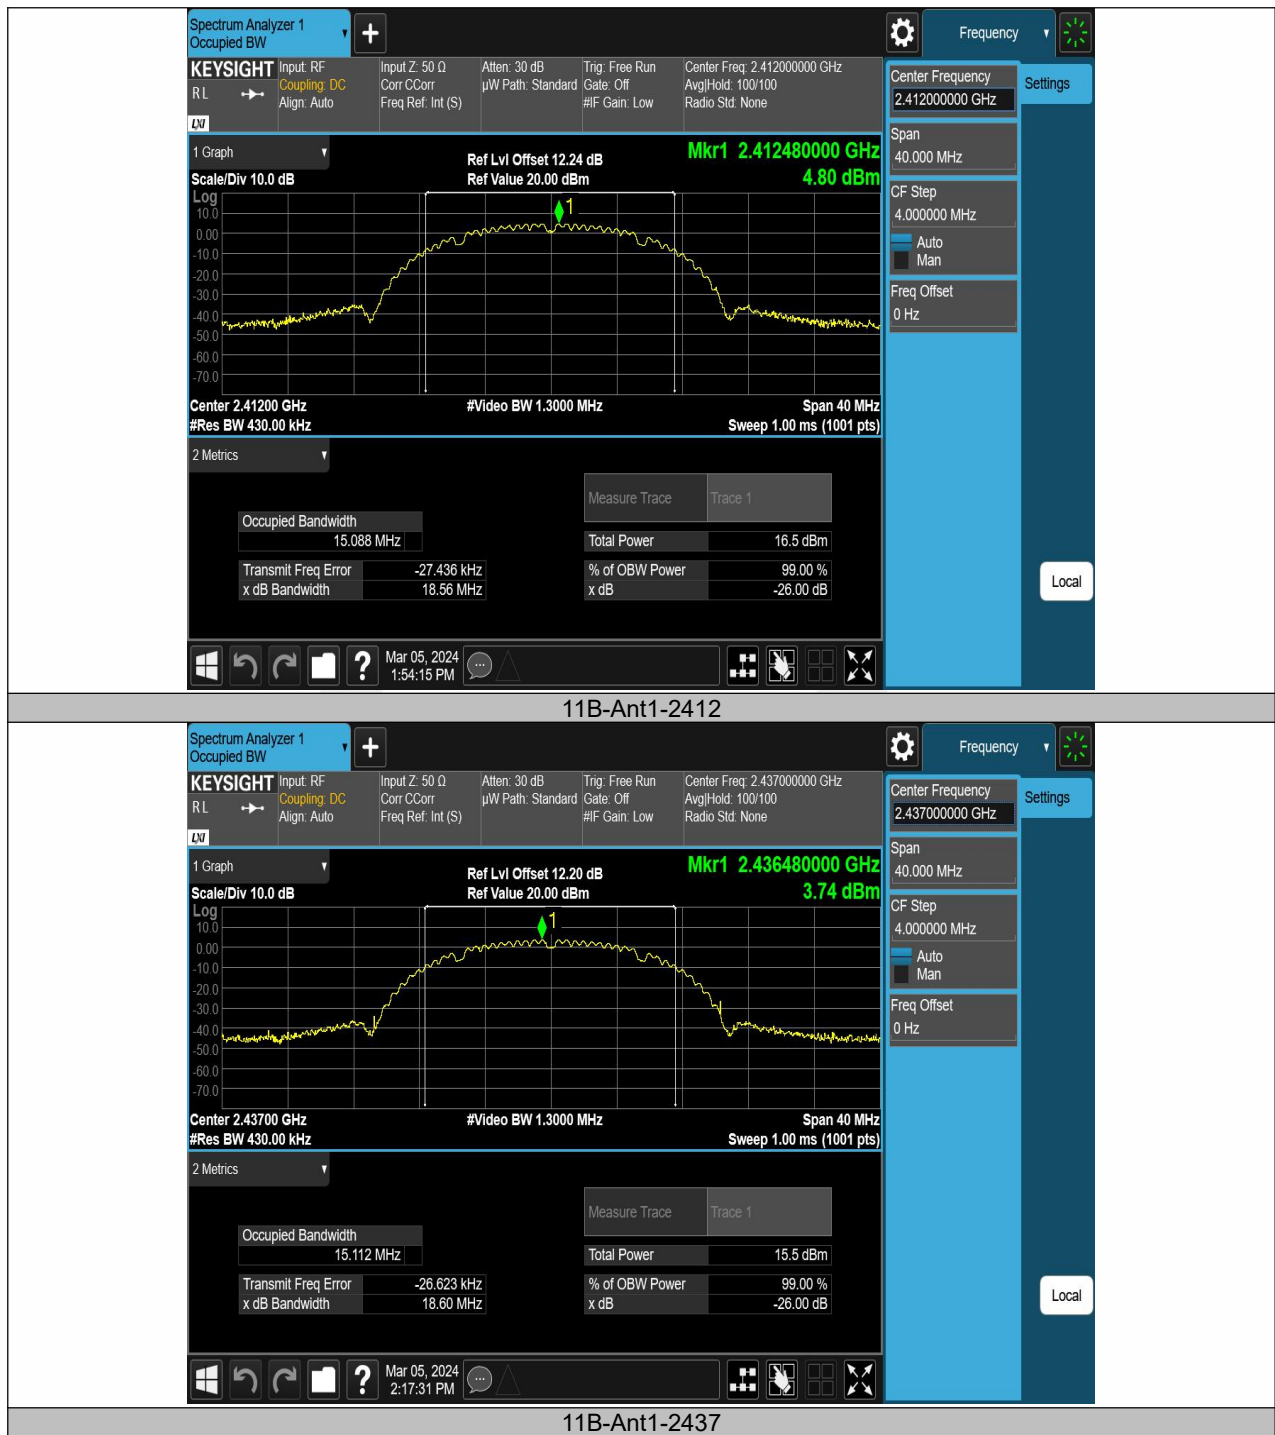 Spectrum Analyzer 1
Occupied BW
Frequency
KEYSIGHT
R L
LXI
Input: RF
Coupling: DC
Align: Auto
Input Z: 50 Ω
Corr CCorr
Freq Ref: Int (S)
Atten: 30 dB
µW Path: Standard
Trig: Free Run
Gate: Off
#IF Gain: Low
Center Freq: 2.412000000 GHz
Avg|Hold: 100/100
Radio Std: None
Center Frequency
2.412000000 GHz
Settings
Span
40.000 MHz
CF Step
4.000000 MHz
Auto
Man
Freq Offset
0 Hz
Local
1 Graph
Scale/Div 10.0 dB
Ref Lvl Offset 12.24 dB
Ref Value 20.00 dBm
Mkr1 2.412480000 GHz
4.80 dBm
Log
10.0
0.00
-10.0
-20.0
-30.0
-40.0
-50.0
-60.0
-70.0
1
Center 2.41200 GHz
#Res BW 430.00 kHz
#Video BW 1.3000 MHz
Span 40 MHz
Sweep 1.00 ms (1001 pts)
2 Metrics
Measure Trace Trace 1
Occupied Bandwidth
15.088 MHz
Total Power 16.5 dBm
Transmit Freq Error -27.436 kHz
x dB Bandwidth 18.56 MHz
% of OBW Power 99.00 %
x dB -26.00 dB
?
Mar 05, 2024
1:54:15 PM
11B-Ant1-2412
Spectrum Analyzer 1
Occupied BW
Frequency
KEYSIGHT
R L
LXI
Input: RF
Coupling: DC
Align: Auto
Input Z: 50 Ω
Corr CCorr
Freq Ref: Int (S)
Atten: 30 dB
µW Path: Standard
Trig: Free Run
Gate: Off
#IF Gain: Low
Center Freq: 2.437000000 GHz
Avg|Hold: 100/100
Radio Std: None
Center Frequency
2.437000000 GHz
Settings
Span
40.000 MHz
CF Step
4.000000 MHz
Auto
Man
Freq Offset
0 Hz
Local
1 Graph
Scale/Div 10.0 dB
Ref Lvl Offset 12.20 dB
Ref Value 20.00 dBm
Mkr1 2.436480000 GHz
3.74 dBm
Log
10.0
0.00
-10.0
-20.0
-30.0
-40.0
-50.0
-60.0
-70.0
1
Center 2.43700 GHz
#Res BW 430.00 kHz
#Video BW 1.3000 MHz
Span 40 MHz
Sweep 1.00 ms (1001 pts)
2 Metrics
Measure Trace Trace 1
Occupied Bandwidth
15.112 MHz
Total Power 15.5 dBm
Transmit Freq Error -26.623 kHz
x dB Bandwidth 18.60 MHz
% of OBW Power 99.00 %
x dB -26.00 dB
?
Mar 05, 2024
2:17:31 PM
11B-Ant1-2437